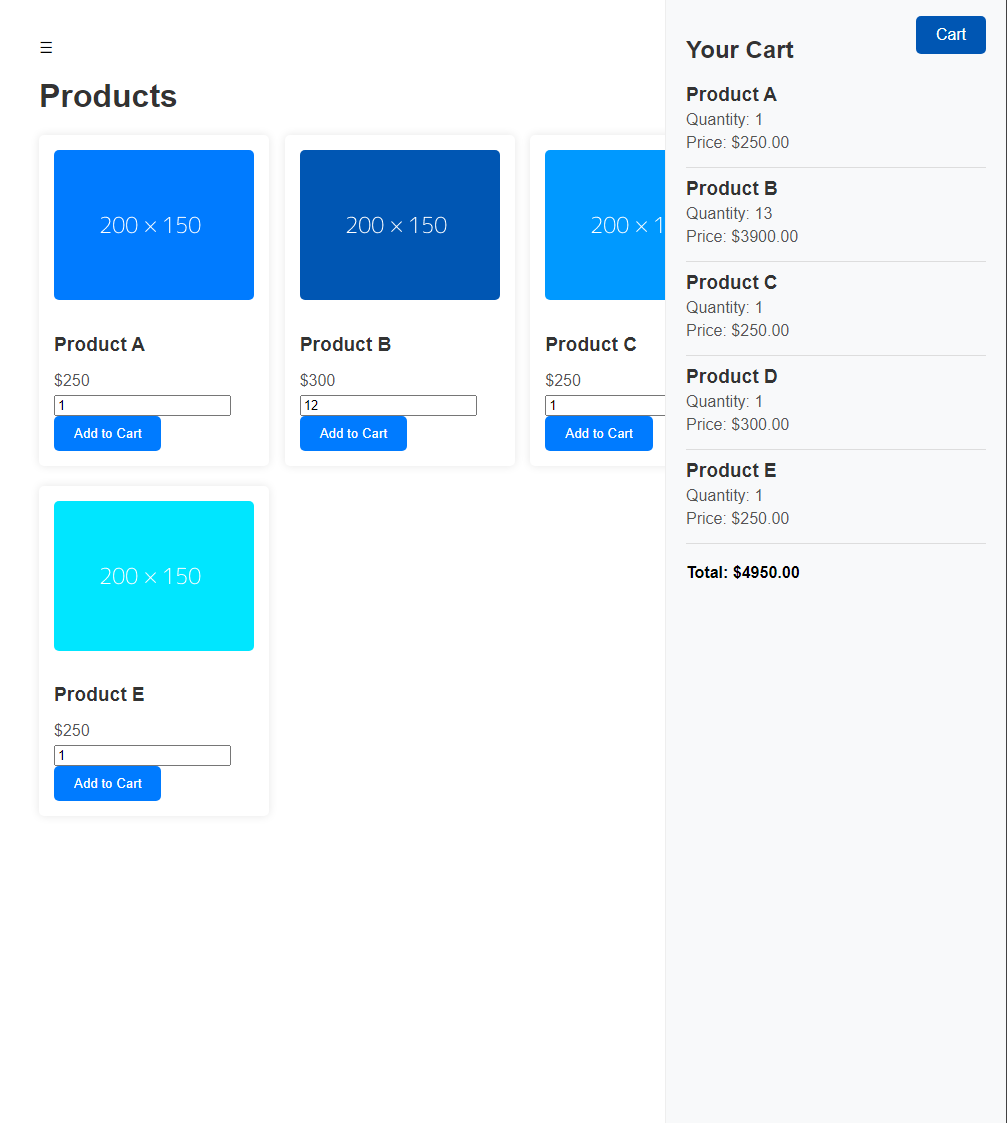 ☰
Products
200 × 150
Product A
$250
1
Add to Cart
200 × 150
Product B
$300
12
Add to Cart
200 × 1
Product C
$250
1
Add to Cart
200 × 150
Product E
$250
1
Add to Cart
Cart
Your Cart
Product A
Quantity: 1
Price: $250.00
Product B
Quantity: 13
Price: $3900.00
Product C
Quantity: 1
Price: $250.00
Product D
Quantity: 1
Price: $300.00
Product E
Quantity: 1
Price: $250.00
Total: $4950.00